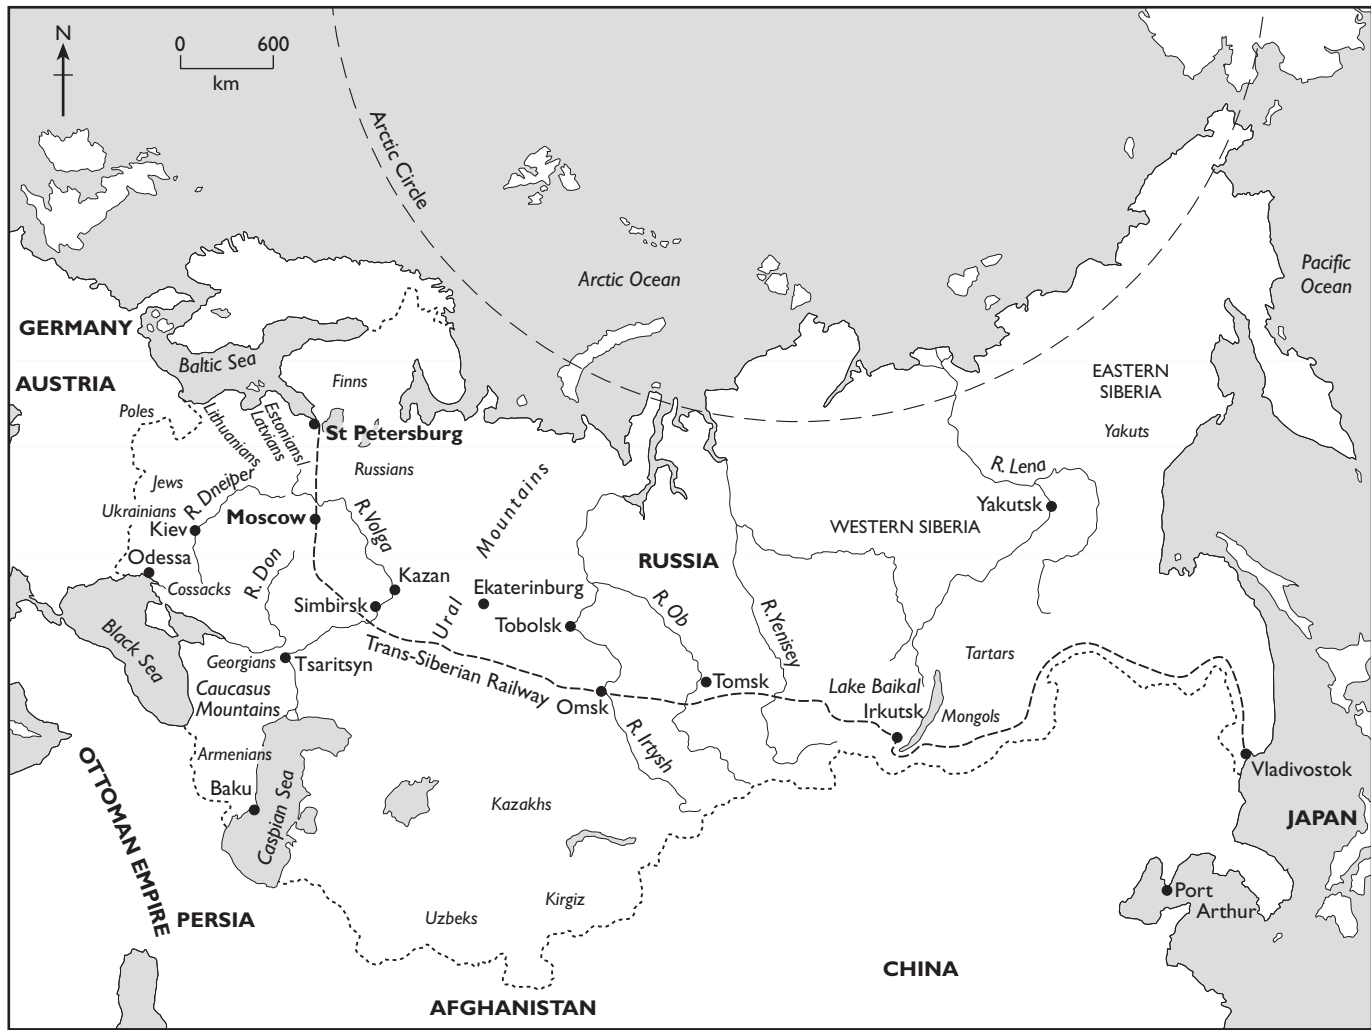 N
0 600
km
Arctic Circle
Arctic Ocean
Pacific
Ocean
GERMANY
Baltic Sea
AUSTRIA
Finns
EASTERN
SIBERIA
Poles
Lithuanians
Estonians/
Latvians
St Petersburg
Yakuts
Russians
R. Lena
Jews
R. Dneiper
Mountains
Ural
Ukrainians
Kiev
Moscow
R. Volga
Yakutsk
WESTERN SIBERIA
Odessa
R. Don
RUSSIA
Cossacks
Kazan
Ekaterinburg
Simbirsk
Tobolsk
R. Ob
R. Yenisey
Black Sea
Georgians
Tsaritsyn
Trans-Siberian Railway
Tartars
Caucasus
Mountains
Omsk
Tomsk
Lake Baikal
Irkutsk
Mongols
R. Irtysh
Armenians
Vladivostok
Baku
Caspian Sea
Kazakhs
JAPAN
OTTOMAN EMPIRE
PERSIA
Uzbeks
Kirgiz
Port
Arthur
CHINA
AFGHANISTAN